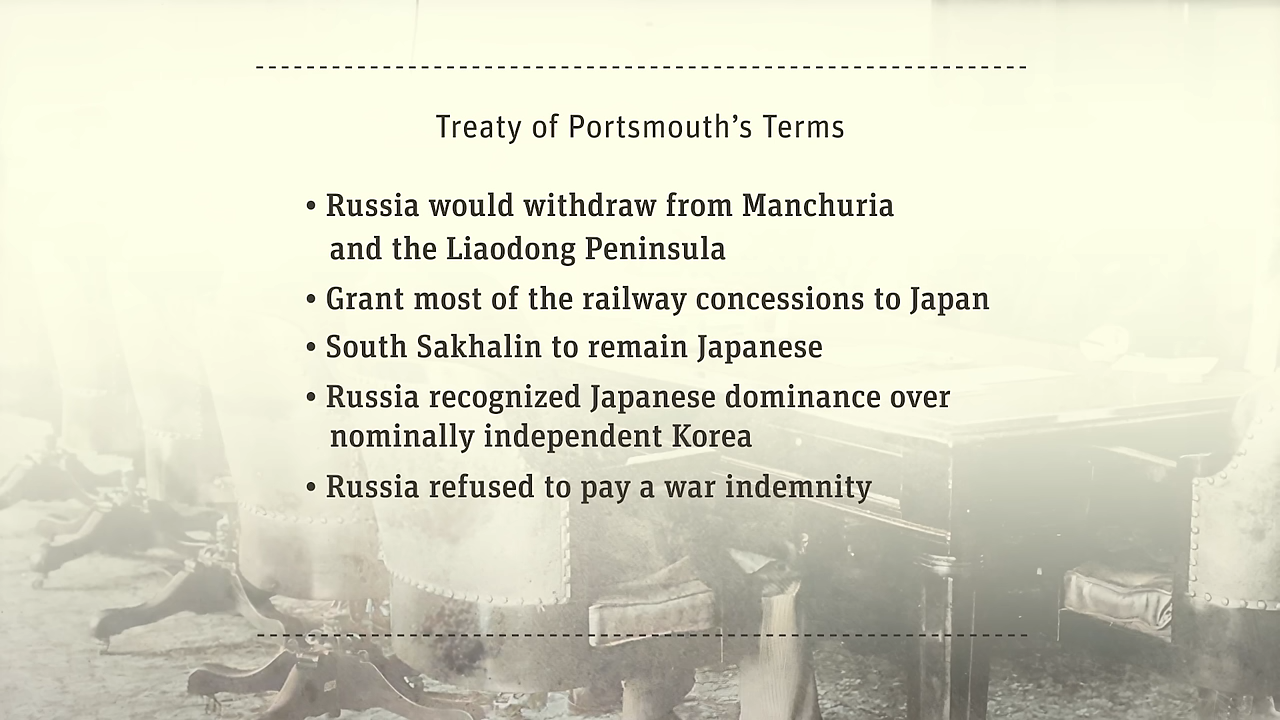 Treaty of Portsmouth’s Terms
• Russia would withdraw from Manchuria
and the Liaodong Peninsula
• Grant most of the railway concessions to Japan
• South Sakhalin to remain Japanese
• Russia recognized Japanese dominance over
nominally independent Korea
• Russia refused to pay a war indemnity